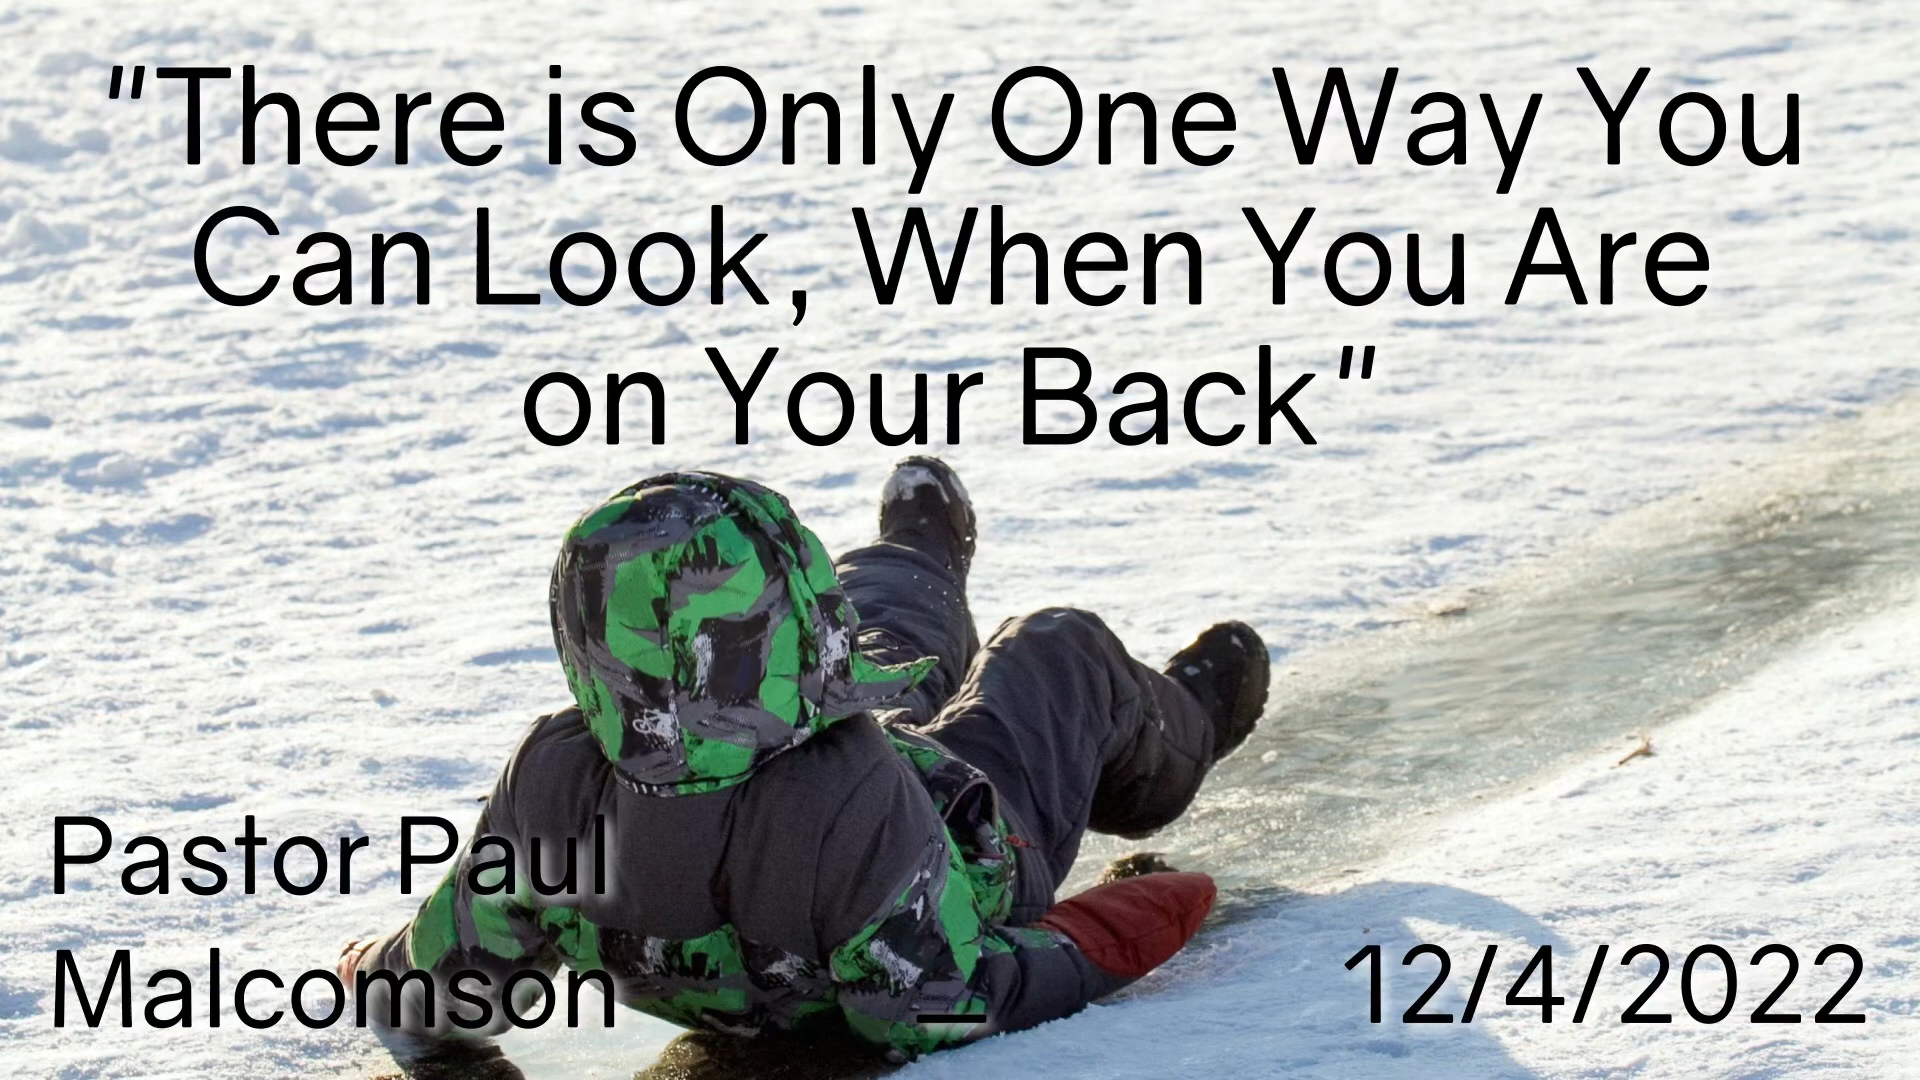 "There is Only One Way You
Can Look, When You Are
on Your Back"
Pastor Paul
Malcomson
_
12/4/2022